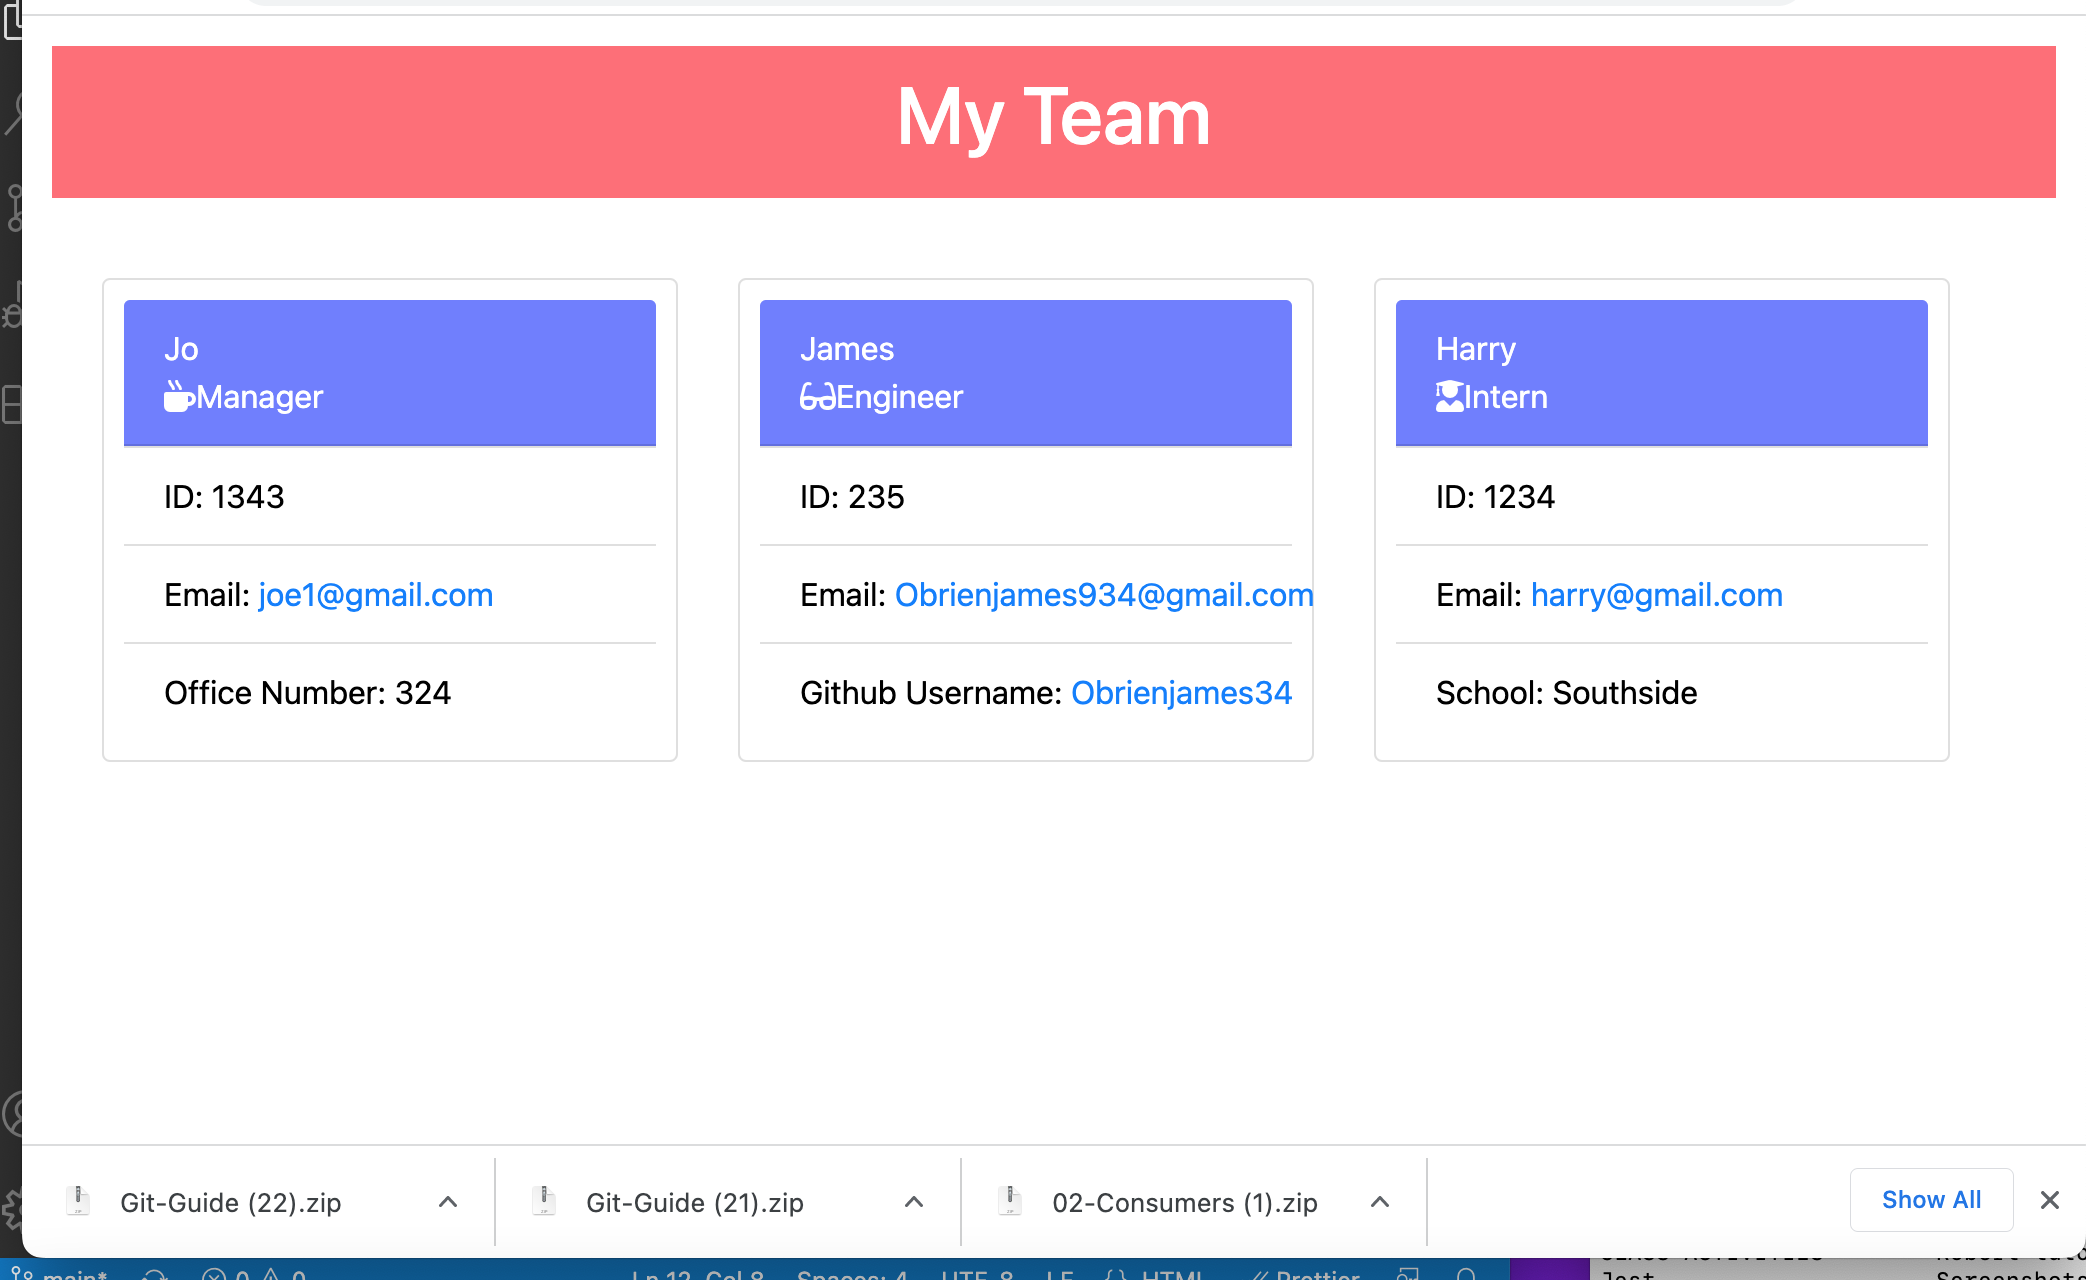 My Team
Jo
Manager
ID: 1343
Email: joe1@gmail.com
Office Number: 324
James
Engineer
ID: 235
Email: Obrienjames934@gmail.com
Github Username: Obrienjames34
Harry
Intern
ID: 1234
Email: harry@gmail.com
School: Southside
Git-Guide (22).zip
Git-Guide (21).zip
02-Consumers (1).zip
Show All
main* 0 0 Ln 12, Col 8 Spaces: 4 UTF-8 LF {} HTML Prettier